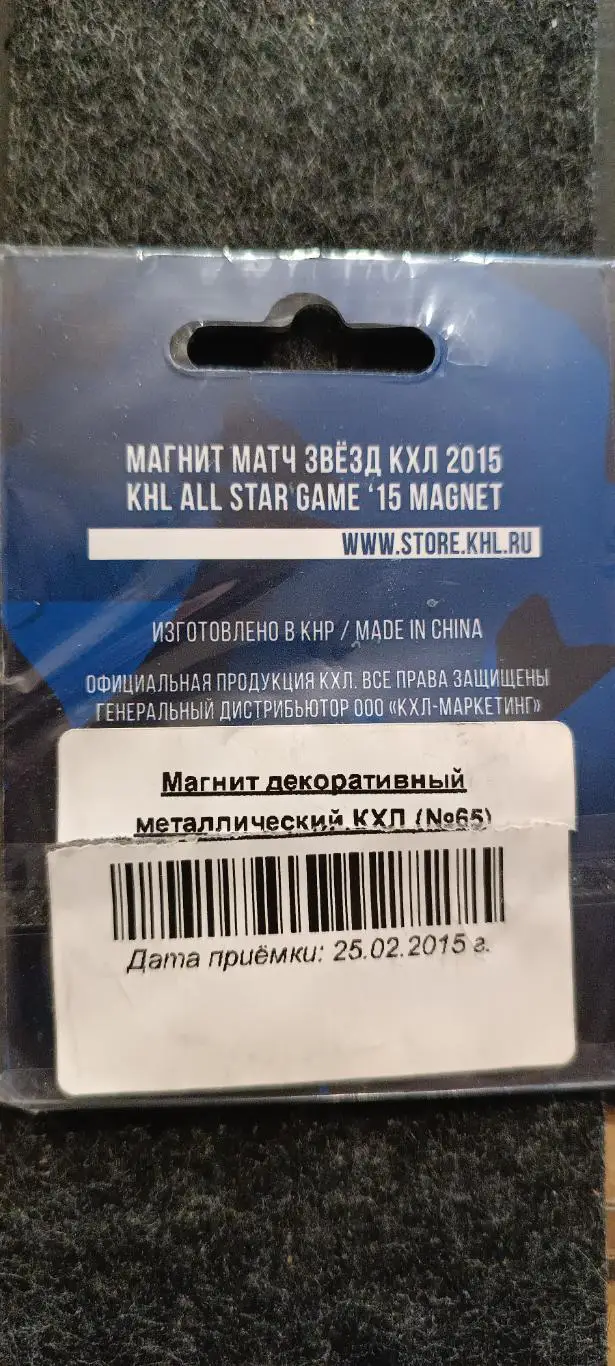 МАГНИТ МАТЧ ЗВЁЗД КХЛ 2015
KHL ALL STAR GAME ‘15 MAGNET
WWW.STORE.KHL.RU
ИЗГОТОВЛЕНО В КНР / MADE IN CHINA
ОФИЦИАЛЬНАЯ ПРОДУКЦИЯ КХЛ. ВСЕ ПРАВА ЗАЩИЩЕНЫ
ГЕНЕРАЛЬНЫЙ ДИСТРИБЬЮТОР ООО «КХЛ-МАРКЕТИНГ»
Магнит декоративный
металлический КХЛ (№65)
Дата приёмки: 25.02.2015 г.